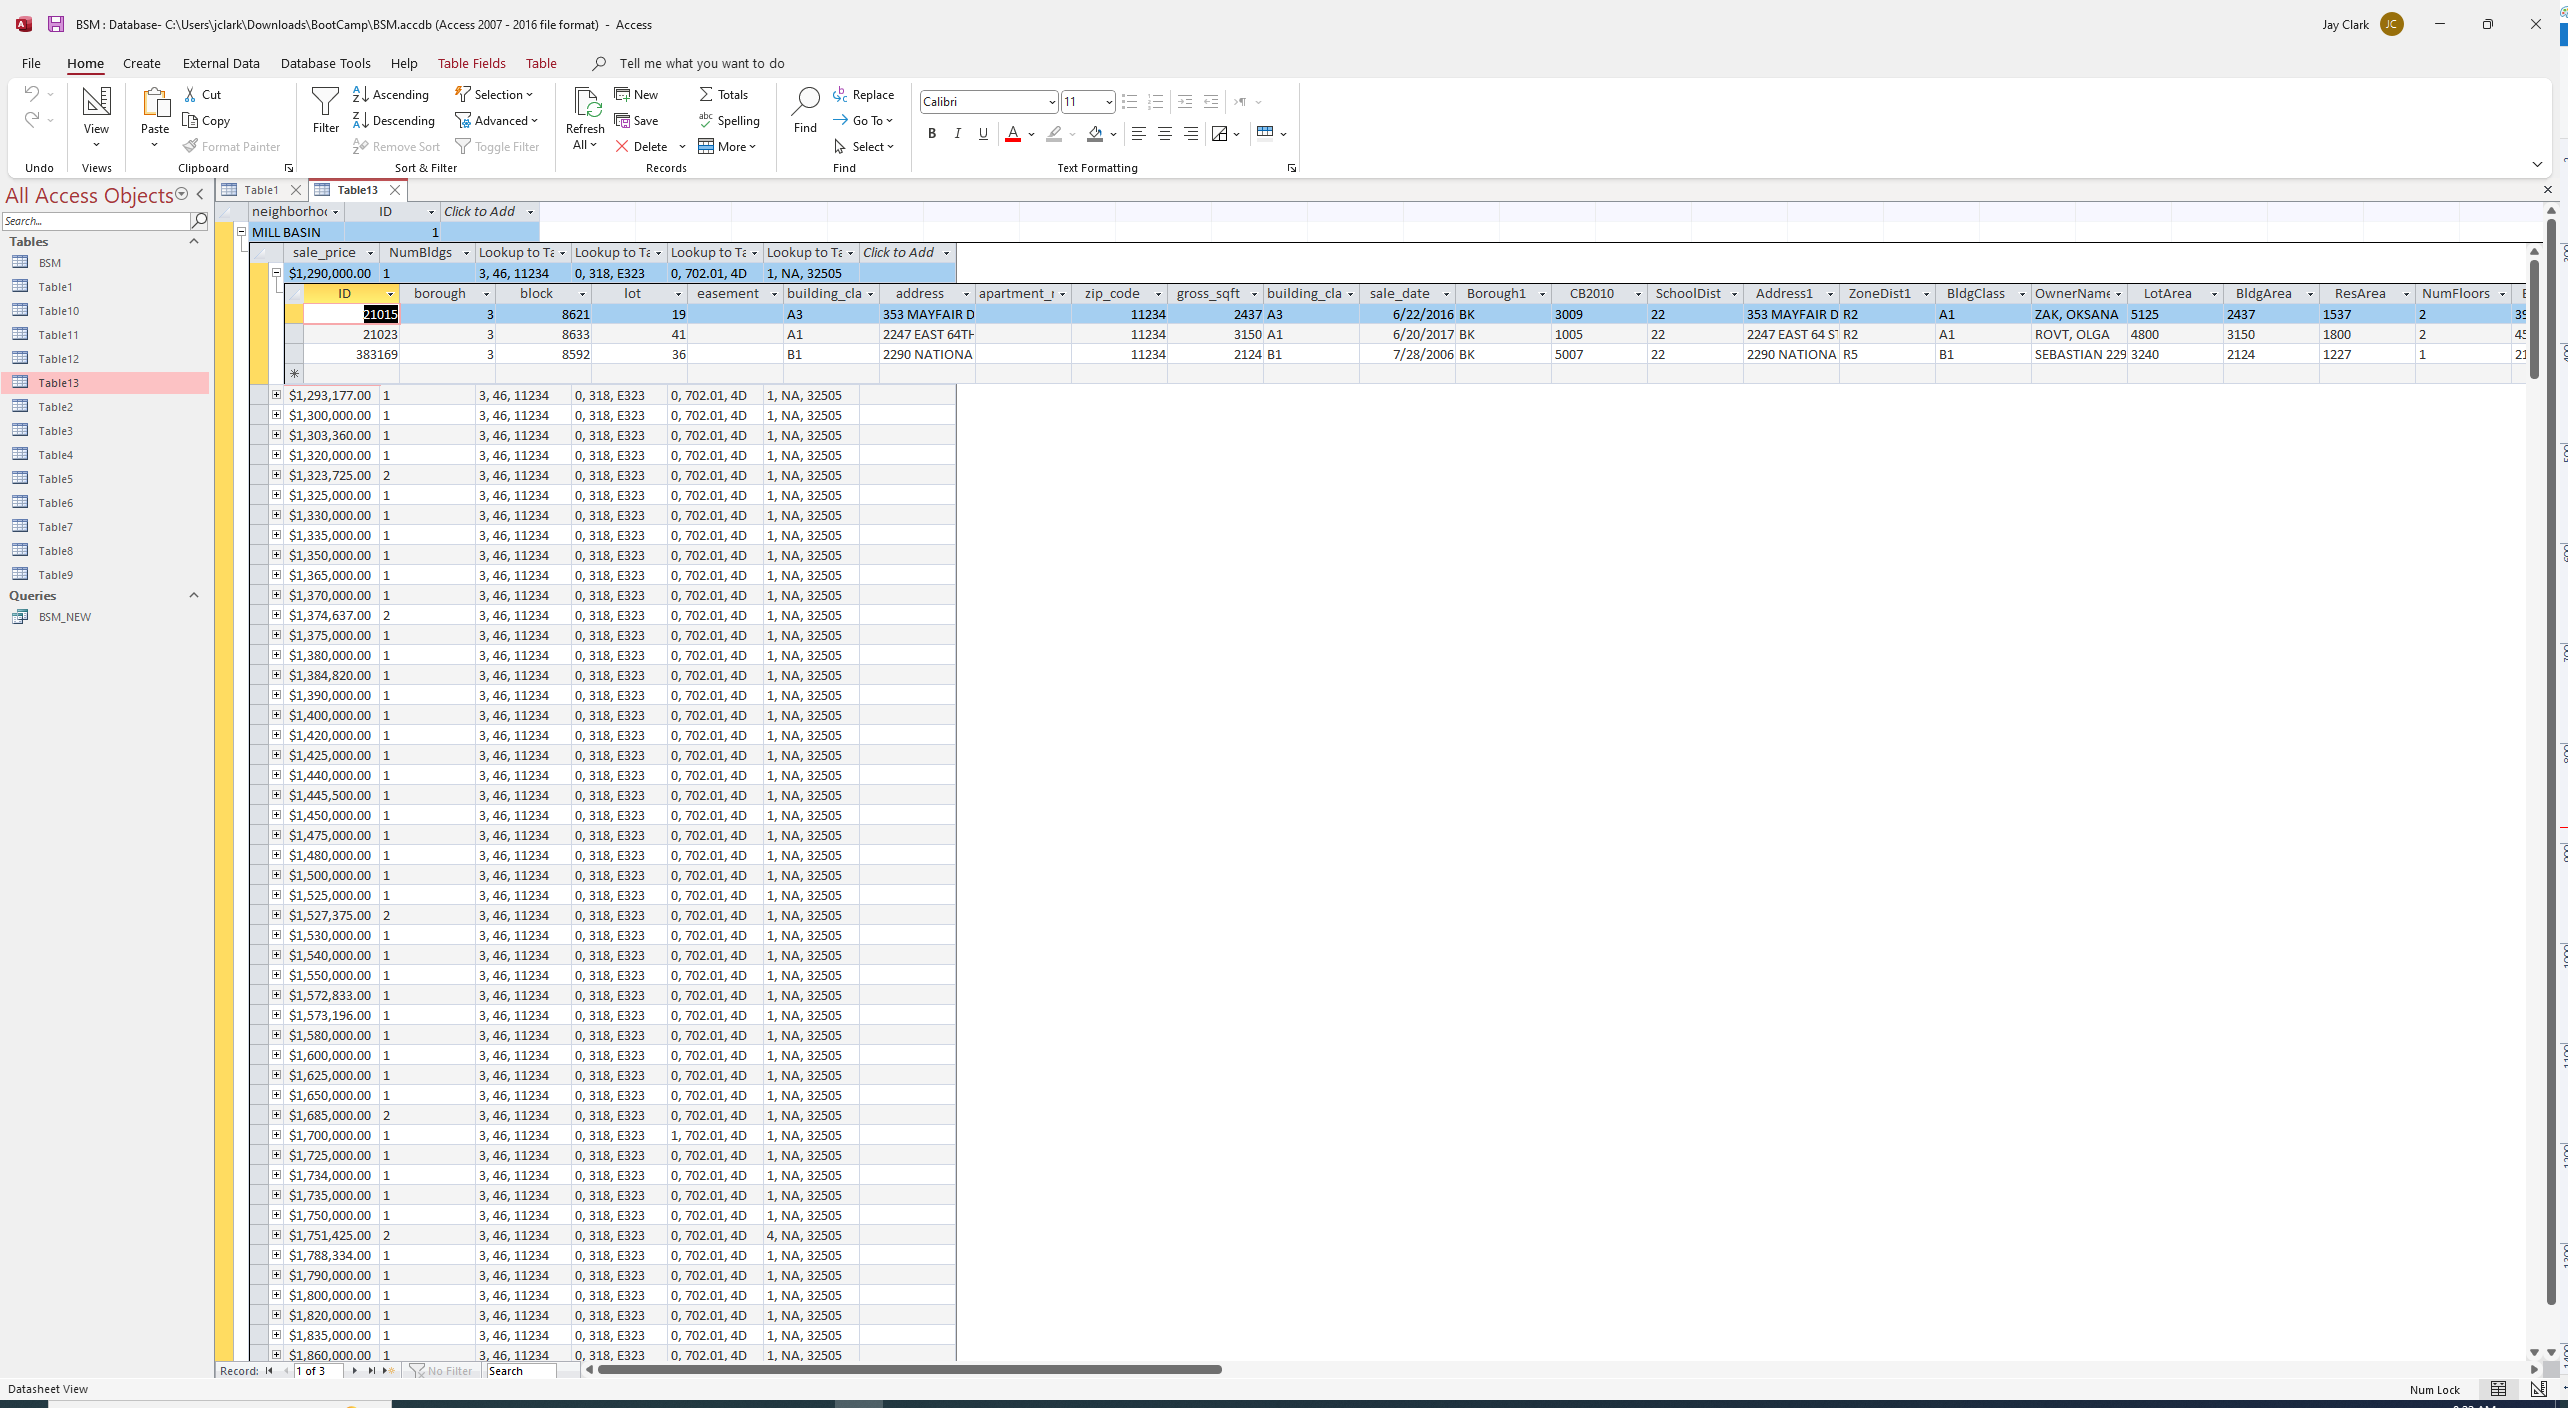 BSM : Database- C:\Users\jclark\Downloads\BootCamp\BSM.accdb (Access 2007 - 2016 file format) - Access
Jay Clark JC
File Home Create External Data Database Tools Help Table Fields Table Tell me what you want to do
Cut Ascending Selection New Totals Replace Calibri 11
Copy Descending Advanced Save Spelling Go To
View Paste Filter Refresh All Find
Format Painter Remove Sort Toggle Filter Delete More Select
B I U A
Undo Views Clipboard Sort & Filter Records Find Text Formatting
All Access Objects
Search...
Tables
BSM
Table1
Table10
Table11
Table12
Table13
Table2
Table3
Table4
Table5
Table6
Table7
Table8
Table9
Queries
BSM_NEW
Table1 Table13
neighborhoo ID Click to Add
MILL BASIN 1
sale_price NumBldgs Lookup to Ta Lookup to Ta Lookup to Ta Lookup to Ta Click to Add
$1,290,000.00 1 3, 46, 11234 0, 318, E323 0, 702.01, 4D 1, NA, 32505
ID borough block lot easement building_cla address apartment_r zip_code gross_sqft building_cla sale_date Borough1 CB2010 SchoolDist Address1 ZoneDist1 BldgClass OwnerName LotArea BldgArea ResArea NumFloors
21015 3 8621 19 A3 353 MAYFAIR D 11234 2437 A3 6/22/2016 BK 3009 22 353 MAYFAIR D R2 A1 ZAK, OKSANA 5125 2437 1537 2 39
21023 3 8633 41 A1 2247 EAST 64TH 11234 3150 A1 6/20/2017 BK 1005 22 2247 EAST 64 ST R2 A1 ROVT, OLGA 4800 3150 1800 2 45
383169 3 8592 36 B1 2290 NATIONA 11234 2124 B1 7/28/2006 BK 5007 22 2290 NATIONA R5 B1 SEBASTIAN 229 3240 2124 1227 1 21
$1,293,177.00 1 3, 46, 11234 0, 318, E323 0, 702.01, 4D 1, NA, 32505
$1,300,000.00 1 3, 46, 11234 0, 318, E323 0, 702.01, 4D 1, NA, 32505
$1,303,360.00 1 3, 46, 11234 0, 318, E323 0, 702.01, 4D 1, NA, 32505
$1,320,000.00 1 3, 46, 11234 0, 318, E323 0, 702.01, 4D 1, NA, 32505
$1,323,725.00 2 3, 46, 11234 0, 318, E323 0, 702.01, 4D 1, NA, 32505
$1,325,000.00 1 3, 46, 11234 0, 318, E323 0, 702.01, 4D 1, NA, 32505
$1,330,000.00 1 3, 46, 11234 0, 318, E323 0, 702.01, 4D 1, NA, 32505
$1,335,000.00 1 3, 46, 11234 0, 318, E323 0, 702.01, 4D 1, NA, 32505
$1,350,000.00 1 3, 46, 11234 0, 318, E323 0, 702.01, 4D 1, NA, 32505
$1,365,000.00 1 3, 46, 11234 0, 318, E323 0, 702.01, 4D 1, NA, 32505
$1,370,000.00 1 3, 46, 11234 0, 318, E323 0, 702.01, 4D 1, NA, 32505
$1,374,637.00 2 3, 46, 11234 0, 318, E323 0, 702.01, 4D 1, NA, 32505
$1,375,000.00 1 3, 46, 11234 0, 318, E323 0, 702.01, 4D 1, NA, 32505
$1,380,000.00 1 3, 46, 11234 0, 318, E323 0, 702.01, 4D 1, NA, 32505
$1,384,820.00 1 3, 46, 11234 0, 318, E323 0, 702.01, 4D 1, NA, 32505
$1,390,000.00 1 3, 46, 11234 0, 318, E323 0, 702.01, 4D 1, NA, 32505
$1,400,000.00 1 3, 46, 11234 0, 318, E323 0, 702.01, 4D 1, NA, 32505
$1,420,000.00 1 3, 46, 11234 0, 318, E323 0, 702.01, 4D 1, NA, 32505
$1,425,000.00 1 3, 46, 11234 0, 318, E323 0, 702.01, 4D 1, NA, 32505
$1,440,000.00 1 3, 46, 11234 0, 318, E323 0, 702.01, 4D 1, NA, 32505
$1,445,500.00 1 3, 46, 11234 0, 318, E323 0, 702.01, 4D 1, NA, 32505
$1,450,000.00 1 3, 46, 11234 0, 318, E323 0, 702.01, 4D 1, NA, 32505
$1,475,000.00 1 3, 46, 11234 0, 318, E323 0, 702.01, 4D 1, NA, 32505
$1,480,000.00 1 3, 46, 11234 0, 318, E323 0, 702.01, 4D 1, NA, 32505
$1,500,000.00 1 3, 46, 11234 0, 318, E323 0, 702.01, 4D 1, NA, 32505
$1,525,000.00 1 3, 46, 11234 0, 318, E323 0, 702.01, 4D 1, NA, 32505
$1,527,375.00 2 3, 46, 11234 0, 318, E323 0, 702.01, 4D 1, NA, 32505
$1,530,000.00 1 3, 46, 11234 0, 318, E323 0, 702.01, 4D 1, NA, 32505
$1,540,000.00 1 3, 46, 11234 0, 318, E323 0, 702.01, 4D 1, NA, 32505
$1,550,000.00 1 3, 46, 11234 0, 318, E323 0, 702.01, 4D 1, NA, 32505
$1,572,833.00 1 3, 46, 11234 0, 318, E323 0, 702.01, 4D 1, NA, 32505
$1,573,196.00 1 3, 46, 11234 0, 318, E323 0, 702.01, 4D 1, NA, 32505
$1,580,000.00 1 3, 46, 11234 0, 318, E323 0, 702.01, 4D 1, NA, 32505
$1,600,000.00 1 3, 46, 11234 0, 318, E323 0, 702.01, 4D 1, NA, 32505
$1,625,000.00 1 3, 46, 11234 0, 318, E323 0, 702.01, 4D 1, NA, 32505
$1,650,000.00 1 3, 46, 11234 0, 318, E323 0, 702.01, 4D 1, NA, 32505
$1,685,000.00 2 3, 46, 11234 0, 318, E323 0, 702.01, 4D 1, NA, 32505
$1,700,000.00 1 3, 46, 11234 0, 318, E323 1, 702.01, 4D 1, NA, 32505
$1,725,000.00 1 3, 46, 11234 0, 318, E323 0, 702.01, 4D 1, NA, 32505
$1,734,000.00 1 3, 46, 11234 0, 318, E323 0, 702.01, 4D 1, NA, 32505
$1,735,000.00 1 3, 46, 11234 0, 318, E323 0, 702.01, 4D 1, NA, 32505
$1,750,000.00 1 3, 46, 11234 0, 318, E323 0, 702.01, 4D 1, NA, 32505
$1,751,425.00 2 3, 46, 11234 0, 318, E323 0, 702.01, 4D 4, NA, 32505
$1,788,334.00 1 3, 46, 11234 0, 318, E323 0, 702.01, 4D 1, NA, 32505
$1,790,000.00 1 3, 46, 11234 0, 318, E323 0, 702.01, 4D 1, NA, 32505
$1,800,000.00 1 3, 46, 11234 0, 318, E323 0, 702.01, 4D 1, NA, 32505
$1,820,000.00 1 3, 46, 11234 0, 318, E323 0, 702.01, 4D 1, NA, 32505
$1,835,000.00 1 3, 46, 11234 0, 318, E323 0, 702.01, 4D 1, NA, 32505
$1,860,000.00 1 3, 46, 11234 0, 318, E323 0, 702.01, 4D 1, NA, 32505
Record: 1 of 3 No Filter Search
Datasheet View Num Lock